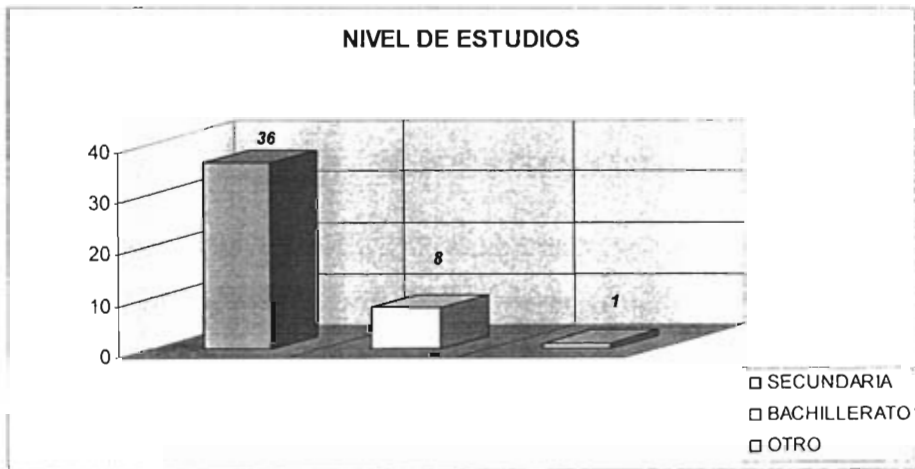 NIVEL DE ESTUDIOS
36
40
30
20
10
0
8
1
SECUNDARIA
BACHILLERATO
OTRO